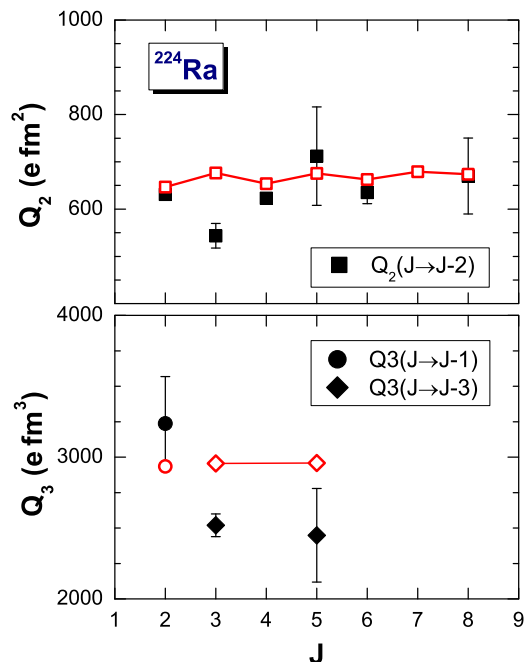 1000
²²⁴Ra
800
Q₂ (e fm²)
600
Q₂(J→J-2)
4000
Q3(J→J-1)
Q3(J→J-3)
Q₃ (e fm³)
3000
2000
1 2 3 4 5 6 7 8 9
J